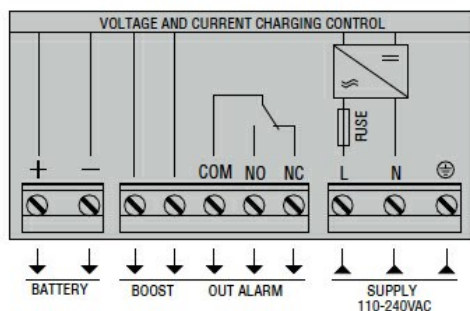 VOLTAGE AND CURRENT CHARGING CONTROL
FUSE
+ − COM NO NC L N
BATTERY BOOST OUT ALARM SUPPLY
110-240VAC